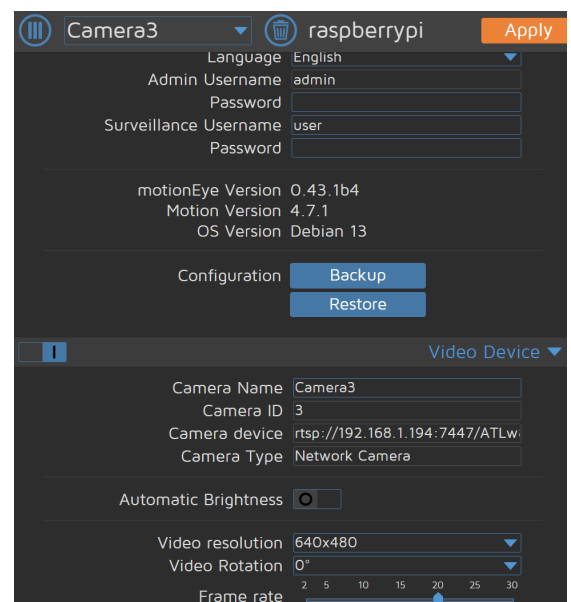 Camera3 raspberrypi Apply
Language English
Admin Username admin
Password
Surveillance Username user
Password
motionEye Version 0.43.1b4
Motion Version 4.7.1
OS Version Debian 13
Configuration Backup
Restore
Video Device
Camera Name Camera3
Camera ID 3
Camera device rtsp://192.168.1.194:7447/ATLw
Camera Type Network Camera
Automatic Brightness
Video resolution 640x480
Video Rotation 0°
2 5 10 15 20 25 30
Frame rate